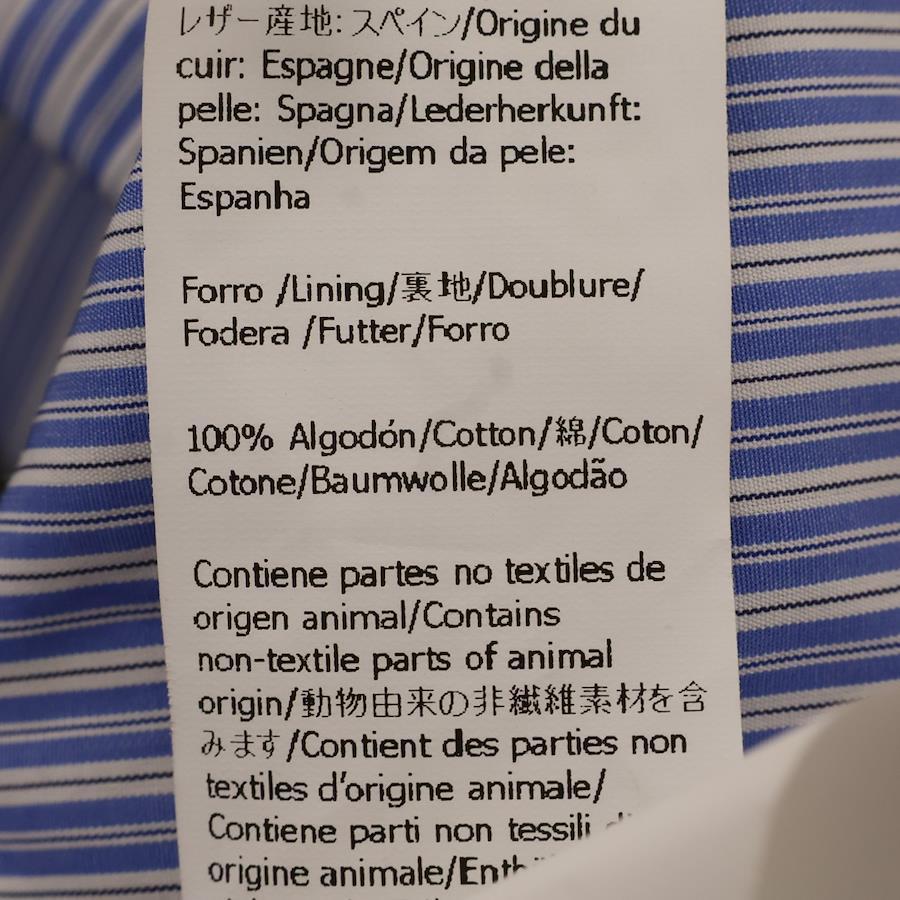 レザー産地: スペイン/Origine du
cuir: Espagne/Origine della
pelle: Spagna/Lederherkunft:
Spanien/Origem da pele:
Espanha
Forro /Lining/裏地/Doublure/
Fodera /Futter/Forro
100% Algodón/Cotton/綿/Coton/
Cotone/Baumwolle/Algodão
Contiene partes no textiles de
origen animal/Contains
non-textile parts of animal
origin/動物由来の非繊維素材を含
みます/Contient des parties non
textiles d'origine animale/
Contiene parti non tessili
origine animale/